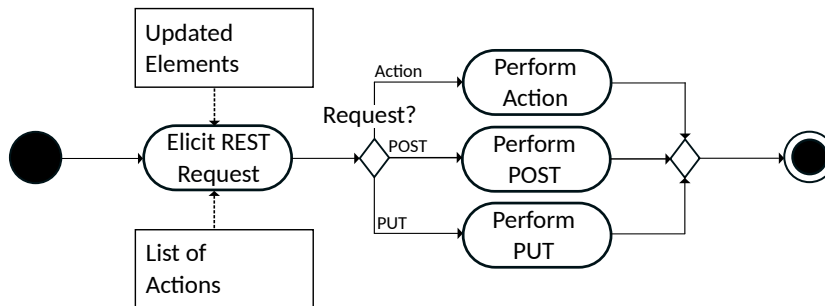 Updated
Elements
Elicit REST
Request
List of
Actions
Request?
Action
POST
PUT
Perform
Action
Perform
POST
Perform
PUT